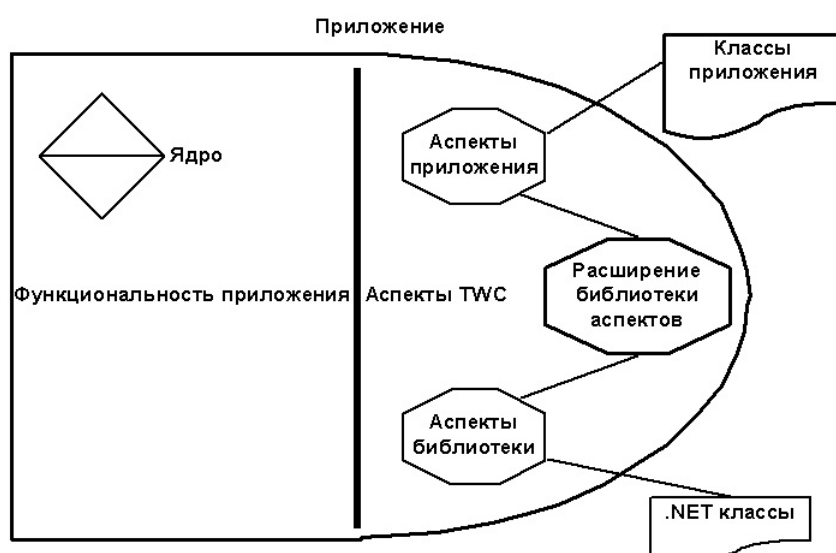 Приложение
Классы
приложения
Аспекты
приложения
Ядро
Расширение
библиотеки
аспектов
Функциональность приложения
Аспекты TWC
Аспекты
библиотеки
.NET классы